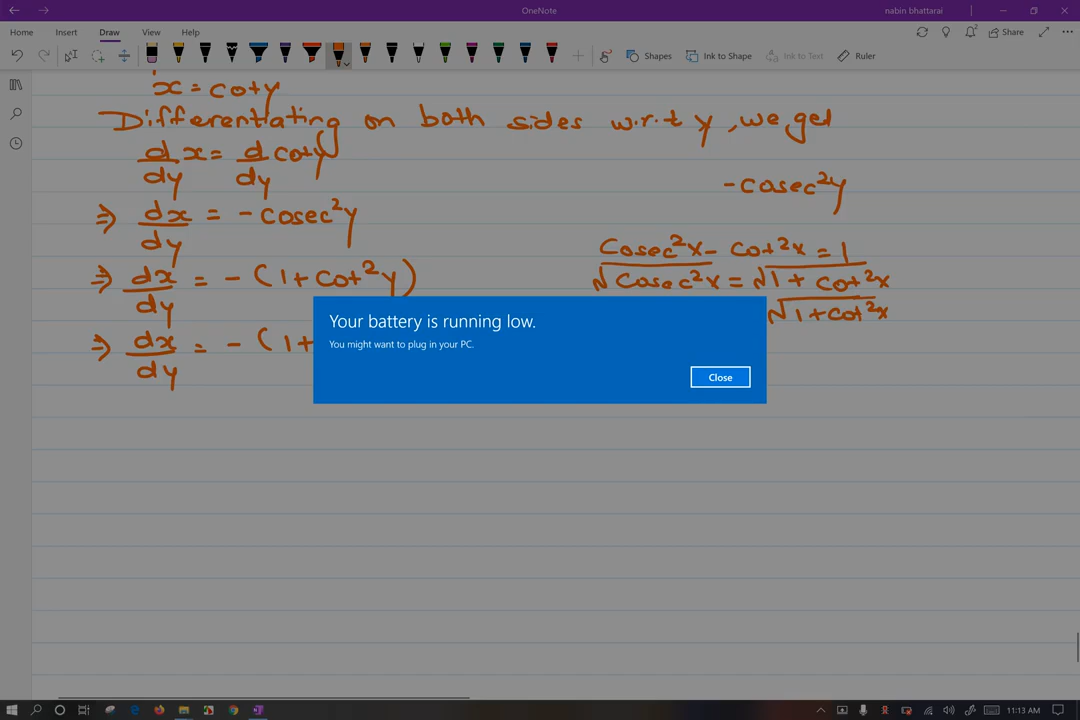 OneNote
nabin bhattarai
Home Insert Draw View Help
Share
Shapes Ink to Shape Ink to Text Ruler
x = coty
Differentiating on both sides w.r.t y, we get
d/dy x = d/dy coty
-cosec²y
⇒ dx/dy = - cosec²y
Cosec²x - cot²x = 1
√Cosec²x = √1 + cot²x
⇒ dx/dy = - (1 + cot²y)
√1 + cot²x
⇒ dx/dy = - (1+
Your battery is running low.
You might want to plug in your PC.
Close
11:13 AM